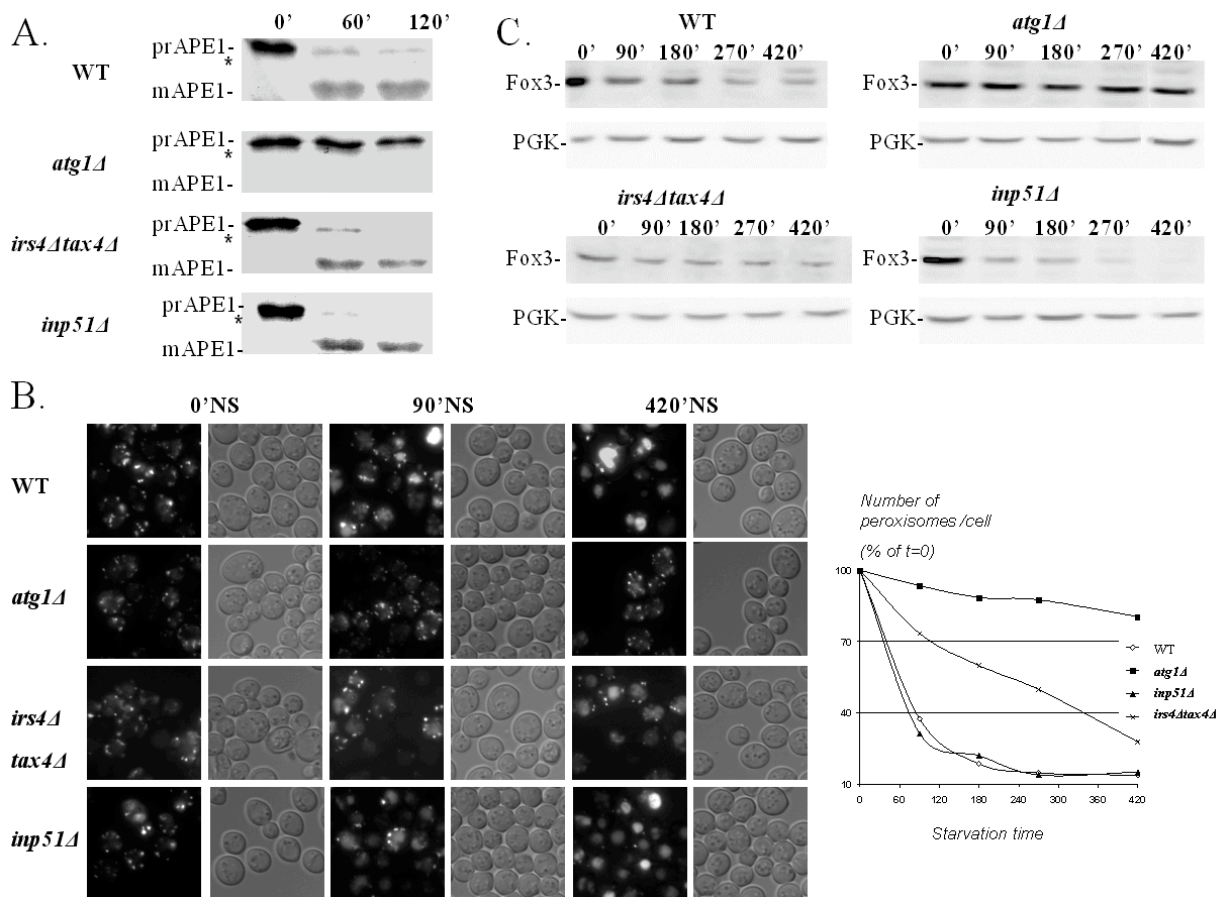 A.
0' 60' 120'
WT
prAPE1-
*
mAPE1-
atg1Δ
prAPE1-
*
mAPE1-
irs4Δtax4Δ
prAPE1-
*
mAPE1-
inp51Δ
prAPE1-
*
mAPE1-
C.
WT
0' 90' 180' 270' 420'
Fox3-
PGK-
atg1Δ
0' 90' 180' 270' 420'
Fox3-
PGK-
irs4Δtax4Δ
0' 90' 180' 270' 420'
Fox3-
PGK-
inp51Δ
0' 90' 180' 270' 420'
Fox3-
PGK-
B.
0'NS 90'NS 420'NS
WT
atg1Δ
irs4Δ
tax4Δ
inp51Δ
Number of
peroxisomes /cell
(% of t=0)
100
70
40
10
0 60 120 180 240 300 360 420
Starvation time
WT
atg1Δ
inp51Δ
irs4Δtax4Δ